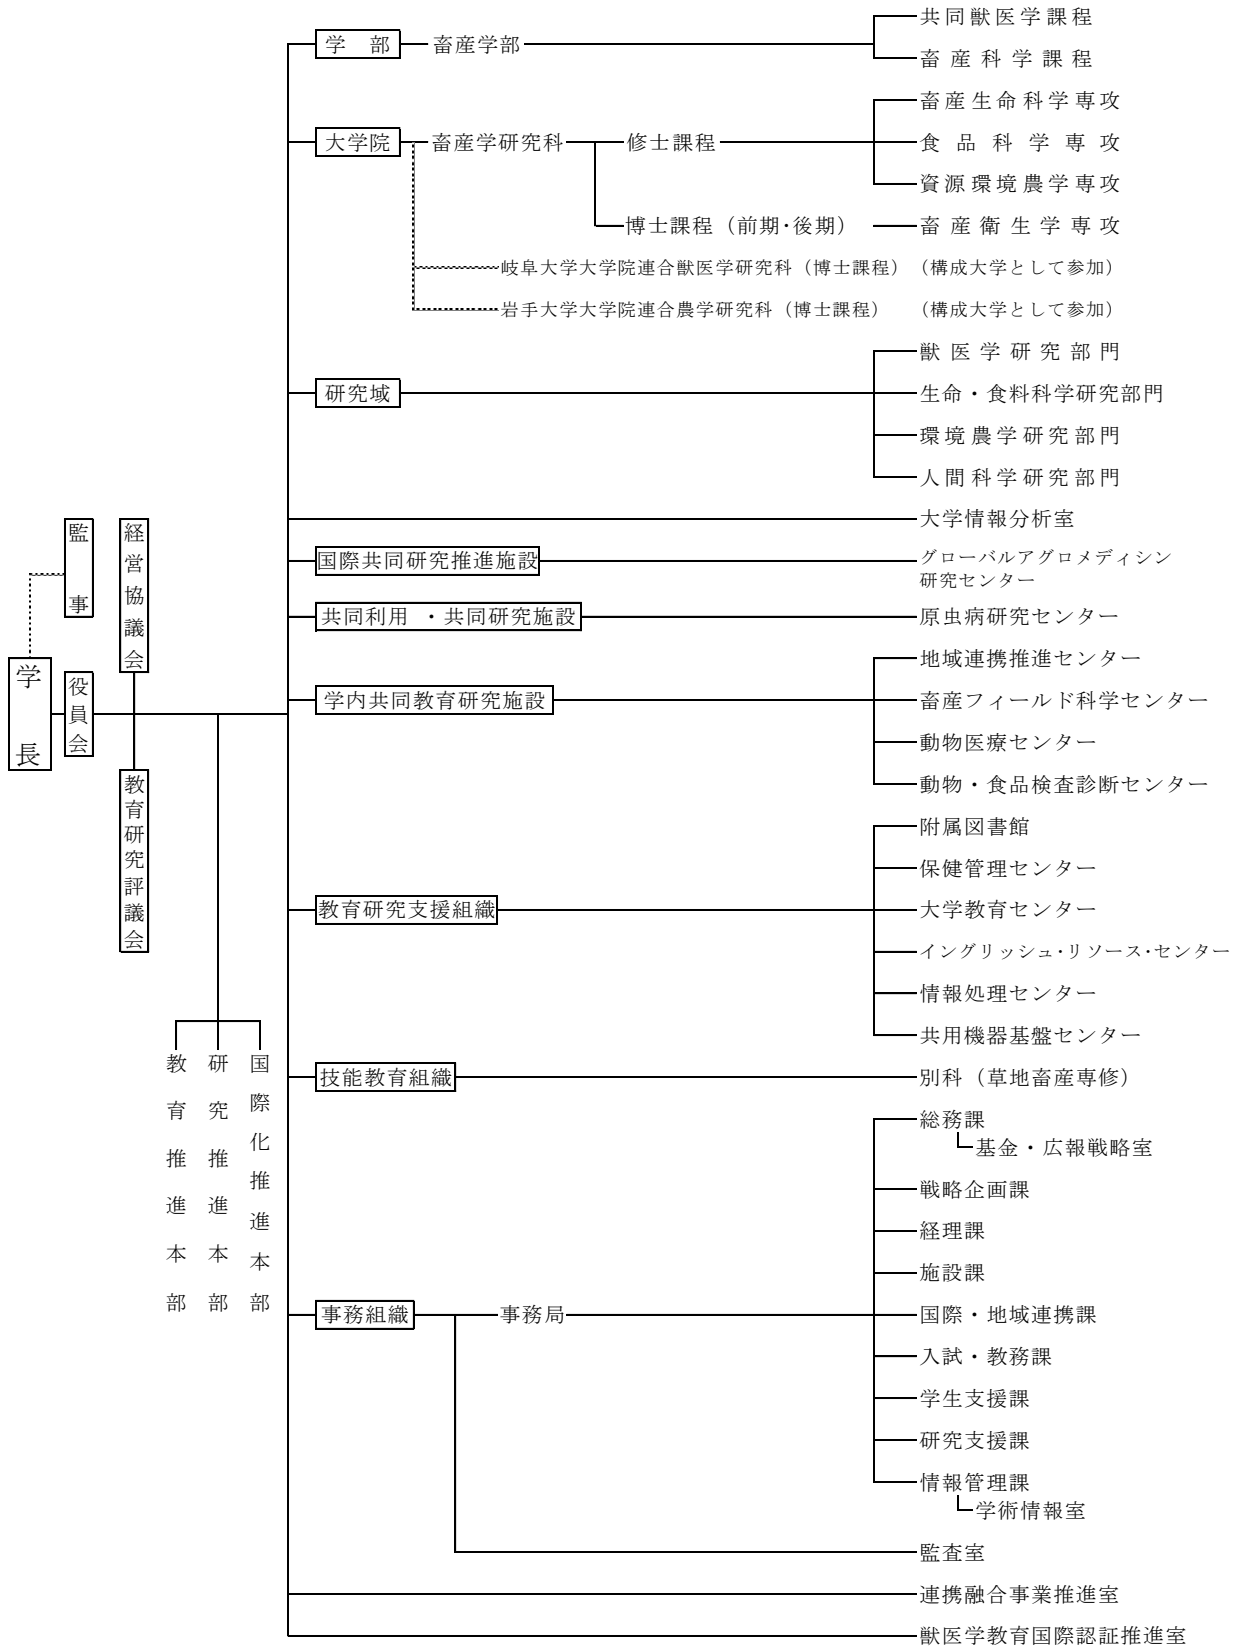 学長
監事
役員会
経営協議会
教育研究評議会
教育推進本部
研究推進本部
国際化推進本部
学部 畜産学部
共同獣医学課程
畜産科学課程
大学院 畜産学研究科 修士課程
畜産生命科学専攻
食品科学専攻
資源環境農学専攻
博士課程（前期・後期） 畜産衛生学専攻
岐阜大学大学院連合獣医学研究科（博士課程）（構成大学として参加）
岩手大学大学院連合農学研究科（博士課程） （構成大学として参加）
研究域
獣医学研究部門
生命・食料科学研究部門
環境農学研究部門
人間科学研究部門
大学情報分析室
国際共同研究推進施設
グローバルアグロメディシン
研究センター
共同利用 ・共同研究施設 原虫病研究センター
学内共同教育研究施設
地域連携推進センター
畜産フィールド科学センター
動物医療センター
動物・食品検査診断センター
教育研究支援組織
附属図書館
保健管理センター
大学教育センター
イングリッシュ・リソース・センター
情報処理センター
共用機器基盤センター
技能教育組織 別科（草地畜産専修）
事務組織 事務局
総務課
基金・広報戦略室
戦略企画課
経理課
施設課
国際・地域連携課
入試・教務課
学生支援課
研究支援課
情報管理課
学術情報室
監査室
連携融合事業推進室
獣医学教育国際認証推進室